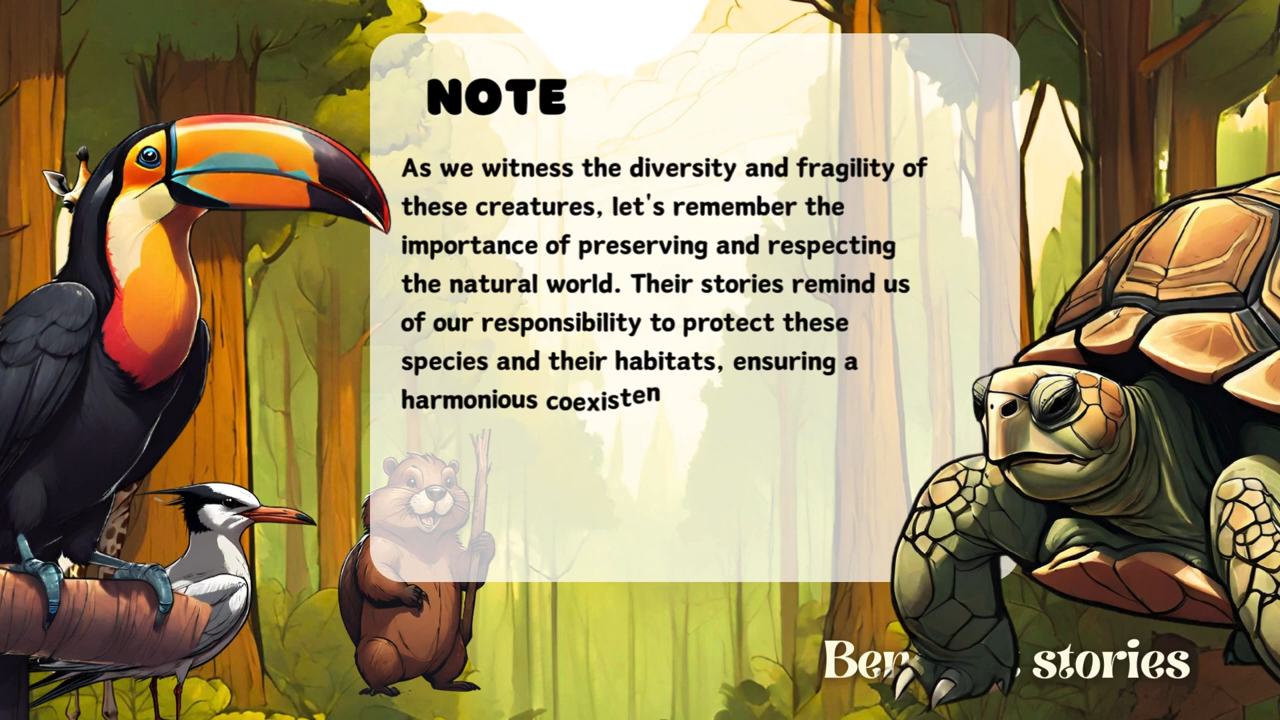 NOTE
As we witness the diversity and fragility of
these creatures, let's remember the
importance of preserving and respecting
the natural world. Their stories remind us
of our responsibility to protect these
species and their habitats, ensuring a
harmonious coexisten
stories